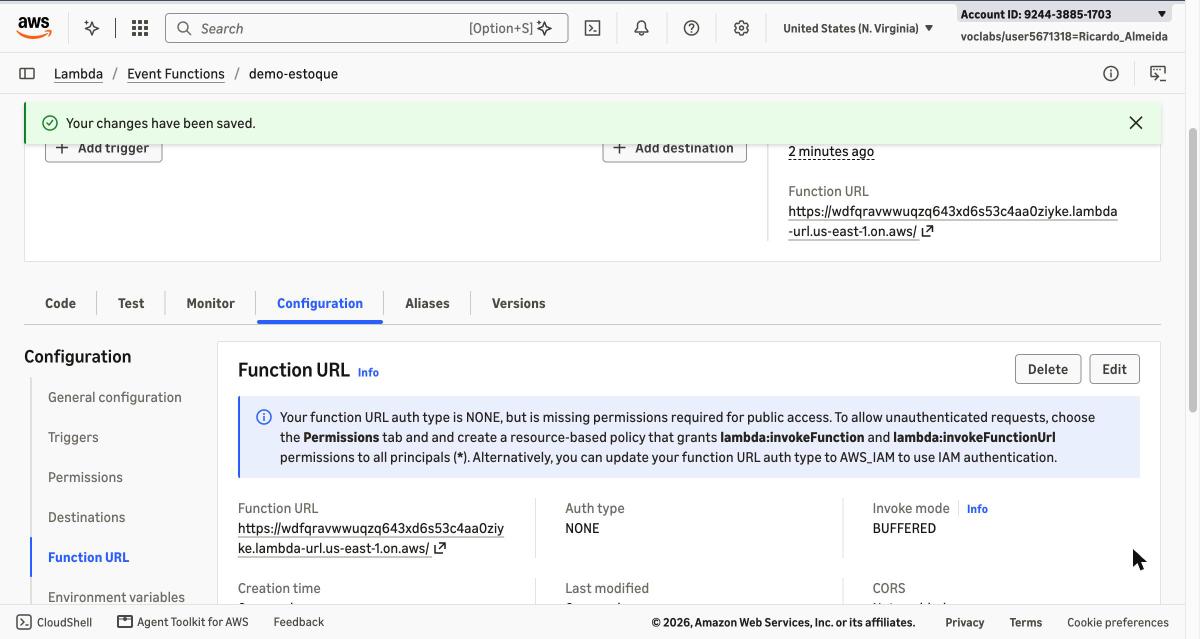 aws
Search
[Option+S]
United States (N. Virginia)
Account ID: 9244-3885-1703
voclabs/user5671318=Ricardo_Almeida
Lambda / Event Functions / demo-estoque
Your changes have been saved.
+ Add trigger
+ Add destination
2 minutes ago
Function URL
https://wdfqravwwuqzq643xd6s53c4aa0ziyke.lambda
-url.us-east-1.on.aws/
Code
Test
Monitor
Configuration
Aliases
Versions
Configuration
General configuration
Triggers
Permissions
Destinations
Function URL
Environment variables
Function URL Info
Delete
Edit
Your function URL auth type is NONE, but is missing permissions required for public access. To allow unauthenticated requests, choose
the Permissions tab and and create a resource-based policy that grants lambda:invokeFunction and lambda:invokeFunctionUrl
permissions to all principals (*). Alternatively, you can update your function URL auth type to AWS_IAM to use IAM authentication.
Function URL
https://wdfqravwwuqzq643xd6s53c4aa0ziy
ke.lambda-url.us-east-1.on.aws/
Auth type
NONE
Invoke mode Info
BUFFERED
Creation time
Last modified
CORS
CloudShell
Agent Toolkit for AWS
Feedback
© 2026, Amazon Web Services, Inc. or its affiliates.
Privacy
Terms
Cookie preferences